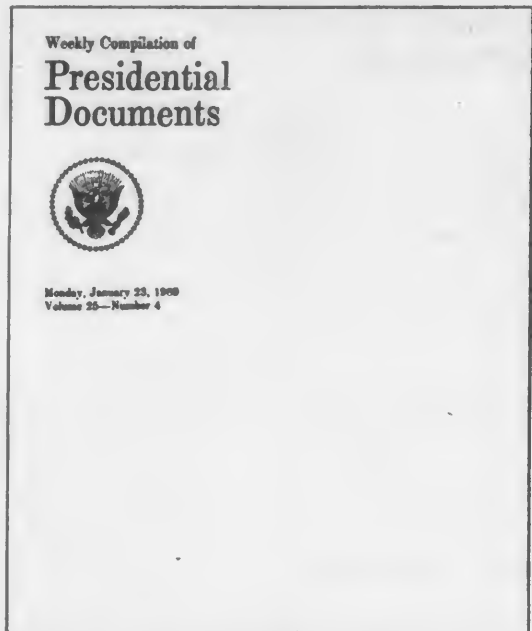 Weekly Compilation of
Presidential
Documents
Monday, January 23, 1989
Volume 25—Number 4